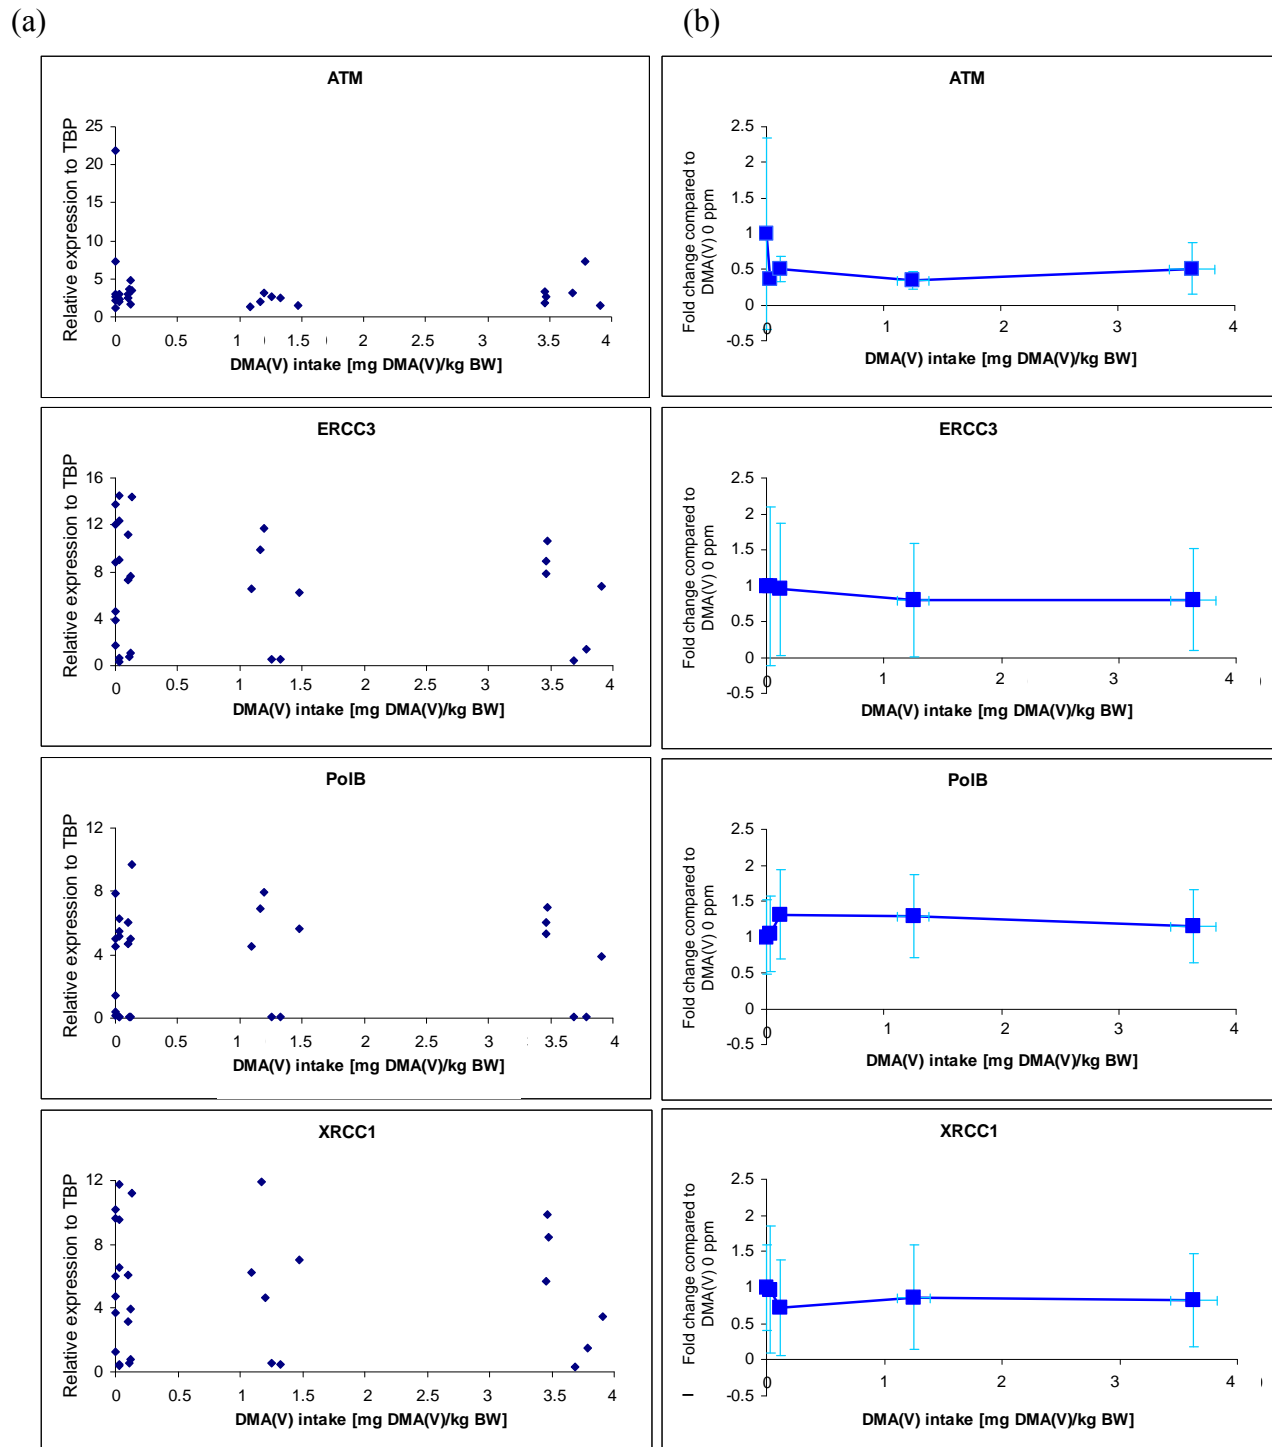 (a)
(b)
ATM
Relative expression to TBP
25
20
15
10
5
0
0 0.5 1 1.5 2 2.5 3 3.5 4
DMA(V) intake [mg DMA(V)/kg BW]
ATM
Fold change compared to
DMA(V) 0 ppm
2.5
2
1.5
1
0.5
0
-0.5
1 2 3 4
DMA(V) intake [mg DMA(V)/kg BW]
ERCC3
Relative expression to TBP
16
12
8
4
0
0 0.5 1 1.5 2 2.5 3 3.5 4
DMA(V) intake [mg DMA(V)/kg BW]
ERCC3
Fold change compared to
DMA(V) 0 ppm
2.5
2
1.5
1
0.5
0
-0.5
0 1 2 3 4
DMA(V) intake [mg DMA(V)/kg BW]
PolB
Relative expression to TBP
12
8
4
0
0 0.5 1 1.5 2 2.5 3 3.5 4
DMA(V) intake [mg DMA(V)/kg BW]
PolB
Fold change compared to
DMA(V) 0 ppm
2.5
2
1.5
1
0.5
0
-0.5
0 1 2 3 4
DMA(V) intake [mg DMA(V)/kg BW]
XRCC1
Relative expression to TBP
12
8
4
0
0 0.5 1 1.5 2 2.5 3 3.5 4
DMA(V) intake [mg DMA(V)/kg BW]
XRCC1
Fold change compared to
DMA(V) 0 ppm
2.5
2
1.5
1
0.5
0
-0.5
0 1 2 3 4
DMA(V) intake [mg DMA(V)/kg BW]